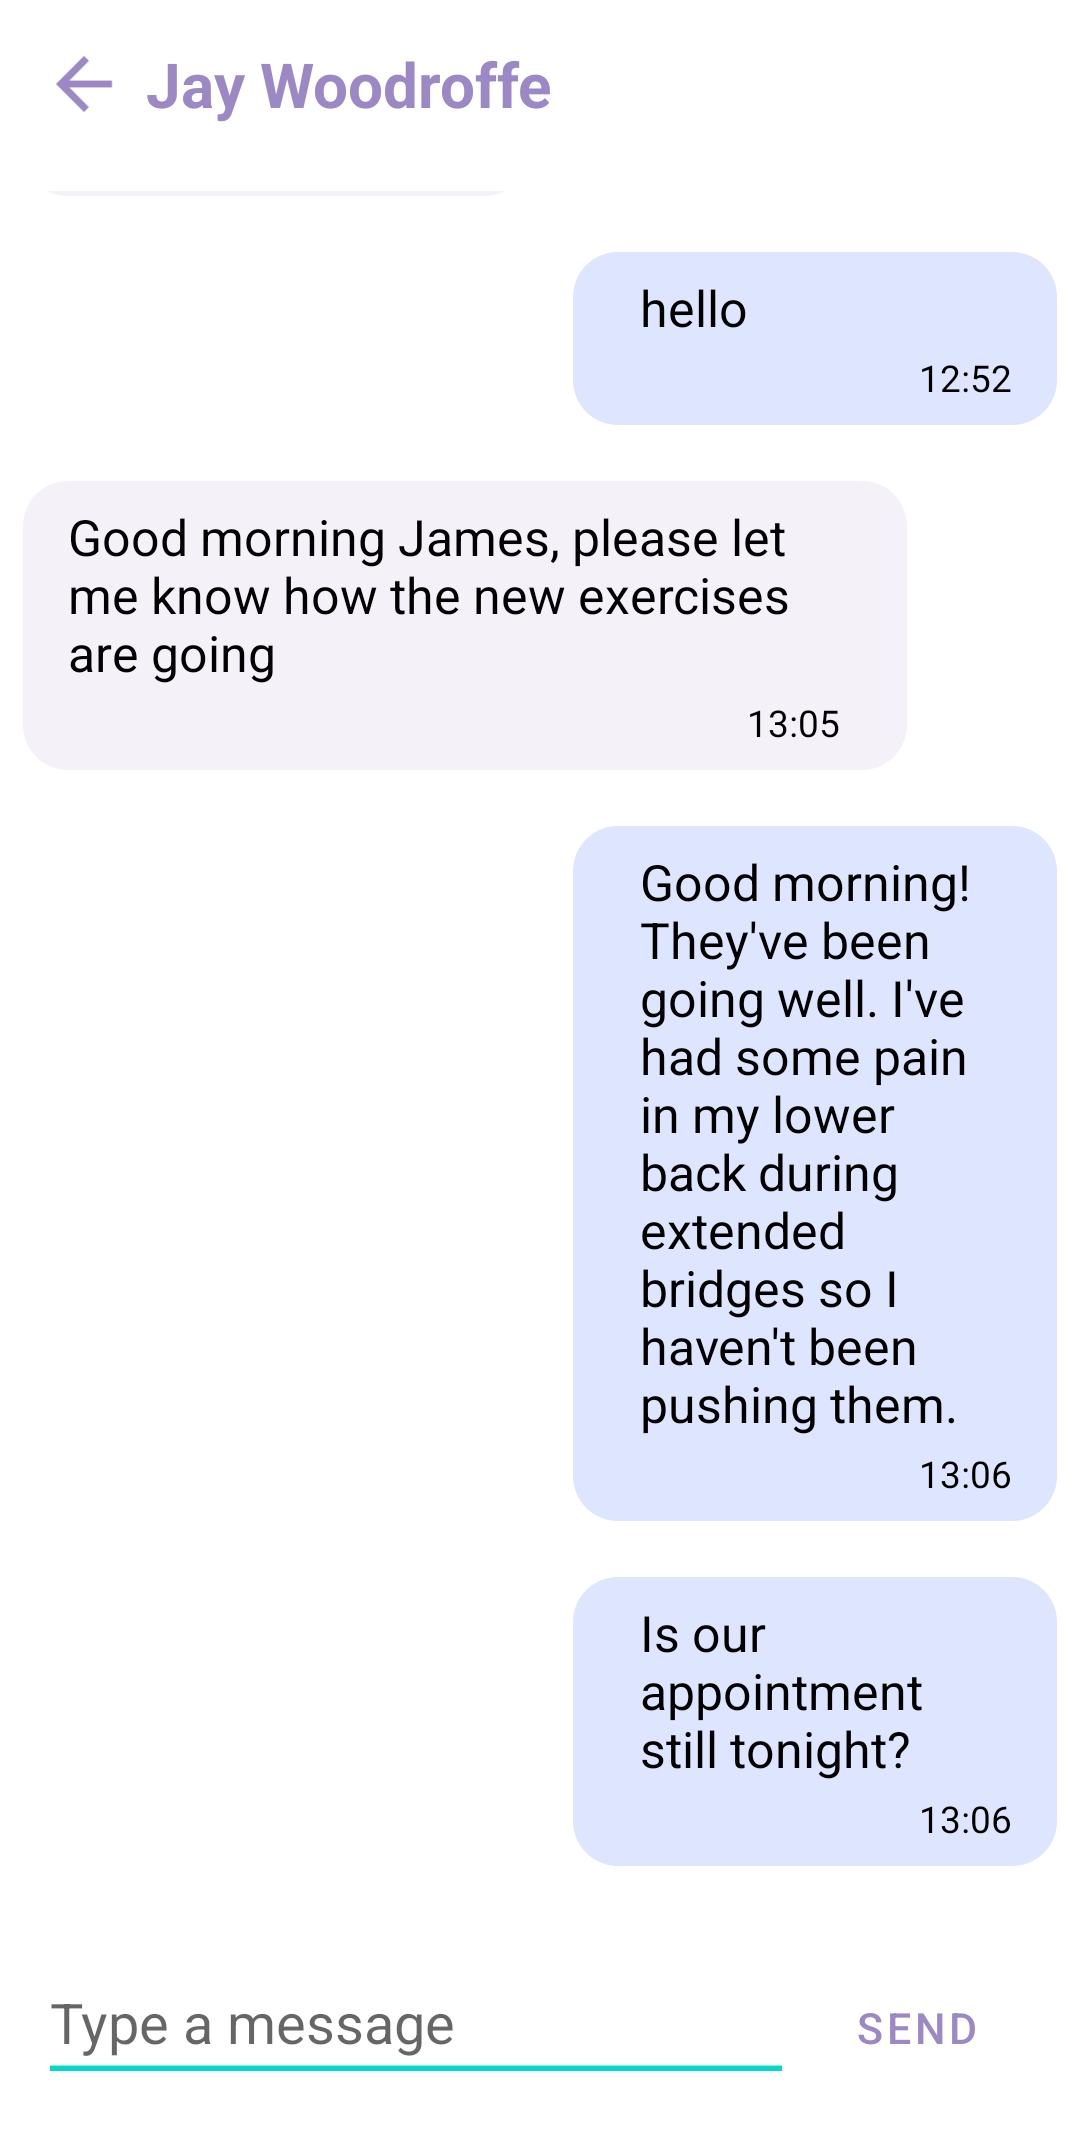 Jay Woodroffe
hello
12:52
Good morning James, please let
me know how the new exercises
are going
13:05
Good morning!
They've been
going well. I've
had some pain
in my lower
back during
extended
bridges so I
haven't been
pushing them.
13:06
Is our
appointment
still tonight?
13:06
Type a message
SEND